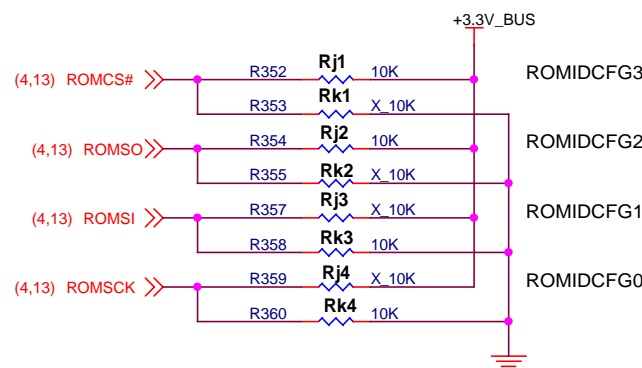 +3.3V_BUS
(4,13) ROMCS# R352 Rj1 10K ROMIDCFG3
R353 Rk1 X_10K
(4,13) ROMSO R354 Rj2 10K ROMIDCFG2
R355 Rk2 X_10K
(4,13) ROMSI R357 Rj3 X_10K ROMIDCFG1
R358 Rk3 10K
(4,13) ROMSCK R359 Rj4 X_10K ROMIDCFG0
R360 Rk4 10K